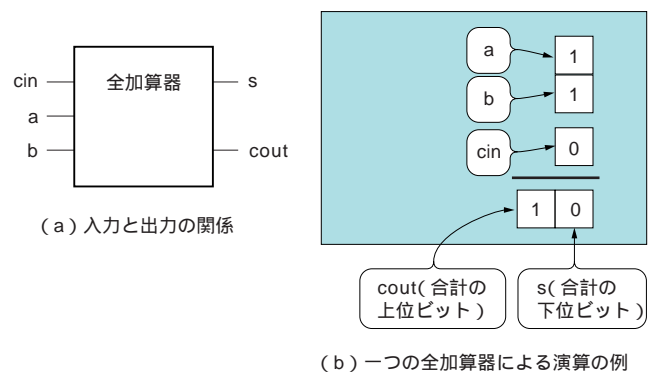 cin
a
b
全加算器
s
cout
(a)入力と出力の関係
a
1
b
1
cin
0
1 0
cout(合計の
上位ビット)
s(合計の
下位ビット)
(b)一つの全加算器による演算の例